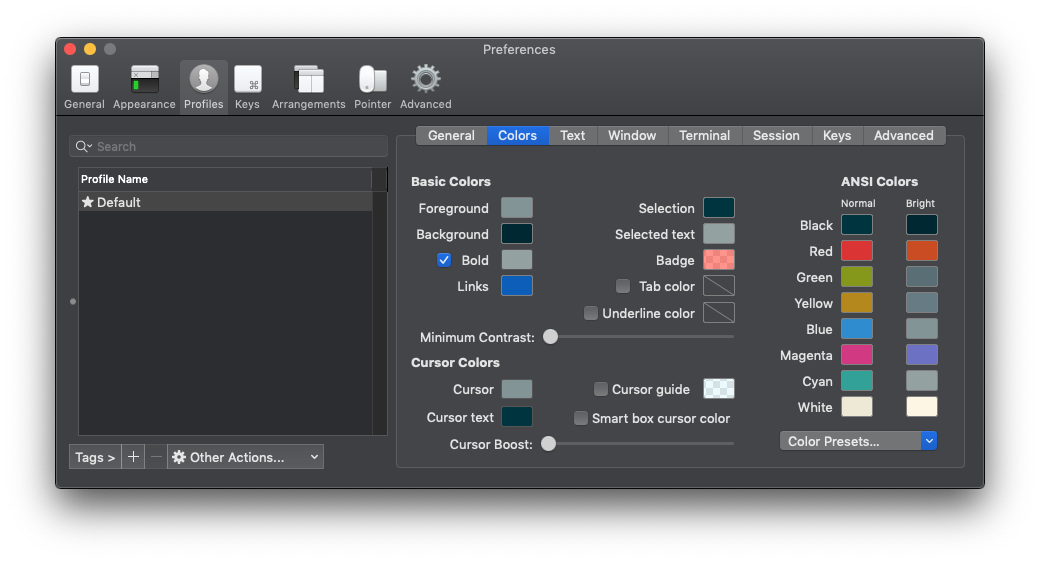 Preferences
General Appearance Profiles Keys Arrangements Pointer Advanced
Search
Profile Name
Default
Tags >
Other Actions...
General Colors Text Window Terminal Session Keys Advanced
Basic Colors
Foreground
Background
Bold
Links
Selection
Selected text
Badge
Tab color
Underline color
Minimum Contrast:
Cursor Colors
Cursor
Cursor text
Cursor guide
Smart box cursor color
Cursor Boost:
ANSI Colors
Normal Bright
Black
Red
Green
Yellow
Blue
Magenta
Cyan
White
Color Presets...